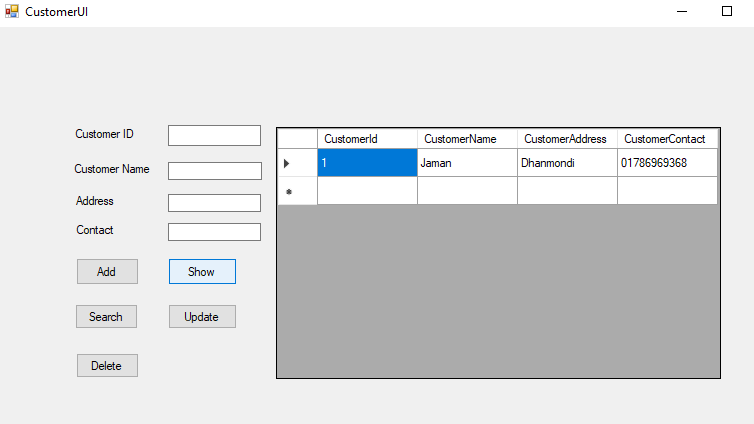 CustomerUI
Customer ID
Customer Name
Address
Contact
Add
Show
Search
Update
Delete
CustomerId CustomerName CustomerAddress CustomerContact
1 Jaman Dhanmondi 01786969368